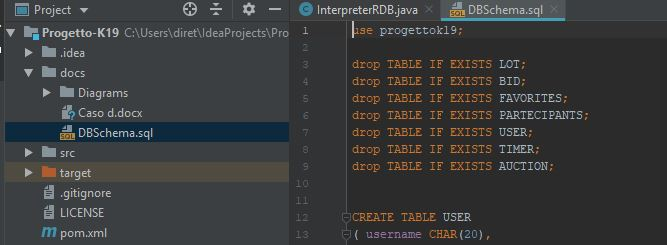 Project
Progetto-K19 C:\Users\diret\IdeaProjects\Pro
.idea
docs
Diagrams
Caso d.docx
DBSchema.sql
src
target
.gitignore
LICENSE
pom.xml
InterpreterRDB.java
DBSchema.sql
1 use progettok19;
2
3 drop TABLE IF EXISTS LOT;
4 drop TABLE IF EXISTS BID;
5 drop TABLE IF EXISTS FAVORITES;
6 drop TABLE IF EXISTS PARTECIPANTS;
7 drop TABLE IF EXISTS USER;
8 drop TABLE IF EXISTS TIMER;
9 drop TABLE IF EXISTS AUCTION;
10
11
12 CREATE TABLE USER
13 ( username CHAR(20),